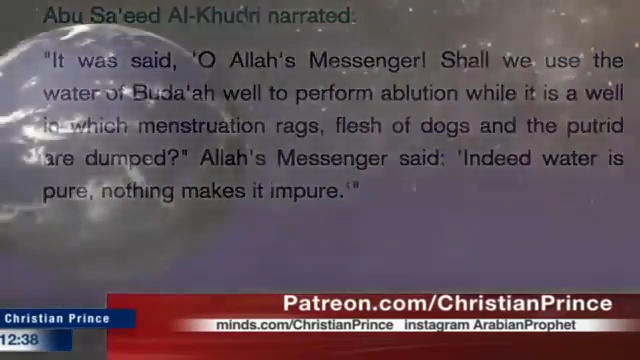 Abu Sa'eed Al-Khudri narrated:
"It was said, 'O Allah's Messenger! Shall we use the
water of Buda'ah well to perform ablution while it is a well
in which menstruation rags, flesh of dogs and the putrid
are dumped?" Allah's Messenger said: 'Indeed water is
pure, nothing makes it impure.'"
Patreon.com/ChristianPrince
Christian Prince
minds.com/ChristianPrince instagram ArabianProphet
12:38